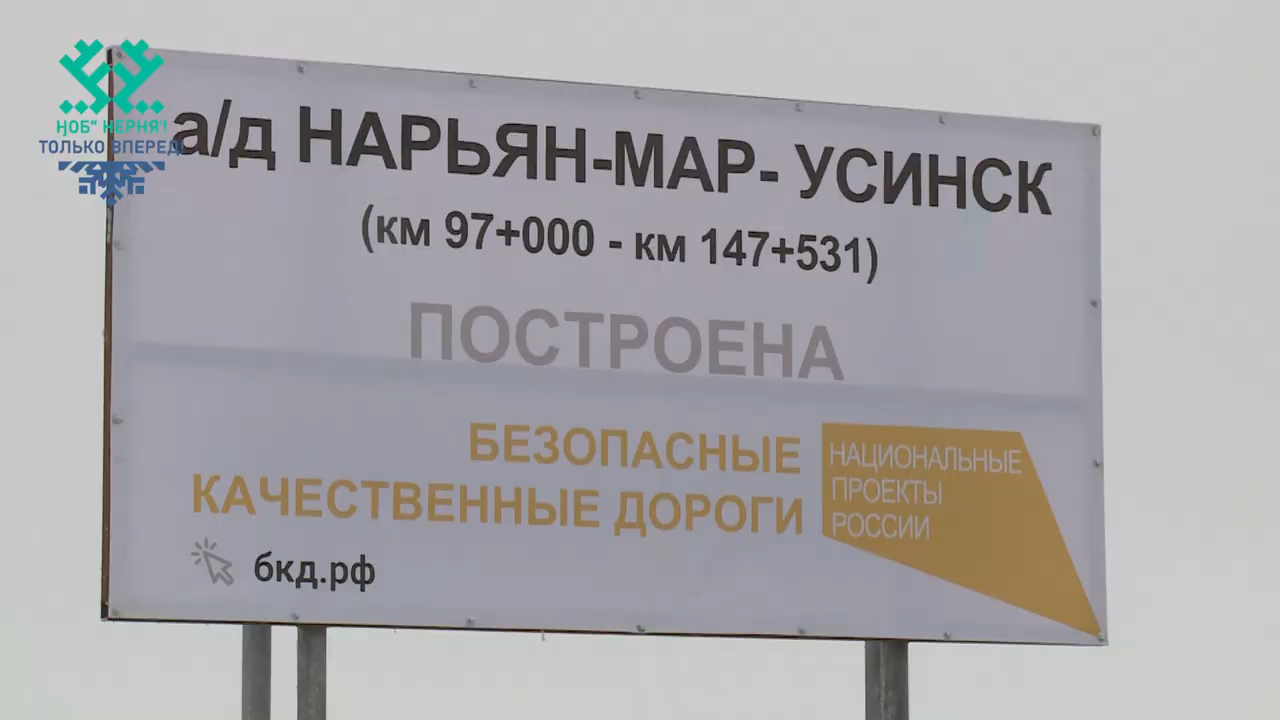 ӇОБ" НЕРНЯ'!
ТОЛЬКО ВПЕРЕД!
а/д НАРЬЯН-МАР- УСИНСК
(км 97+000 - км 147+531)
ПОСТРОЕНА
БЕЗОПАСНЫЕ
КАЧЕСТВЕННЫЕ ДОРОГИ
НАЦИОНАЛЬНЫЕ
ПРОЕКТЫ
РОССИИ
бкд.рф